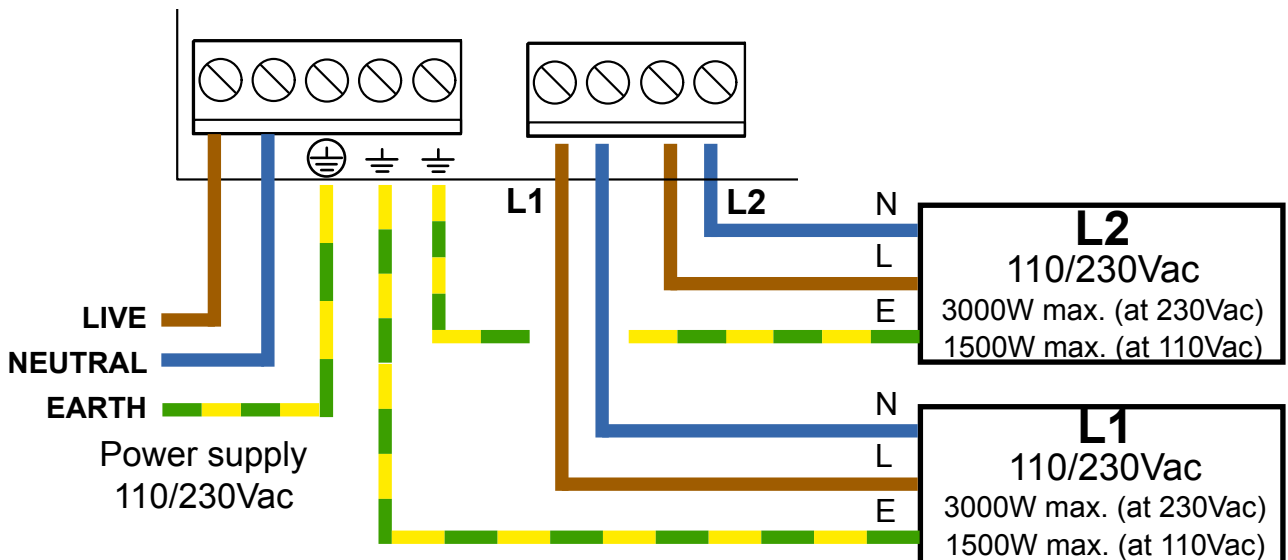 L1
L2
LIVE
NEUTRAL
EARTH
Power supply
110/230Vac
N
L
E
L2
110/230Vac
3000W max. (at 230Vac)
1500W max. (at 110Vac)
N
L
E
L1
110/230Vac
3000W max. (at 230Vac)
1500W max. (at 110Vac)